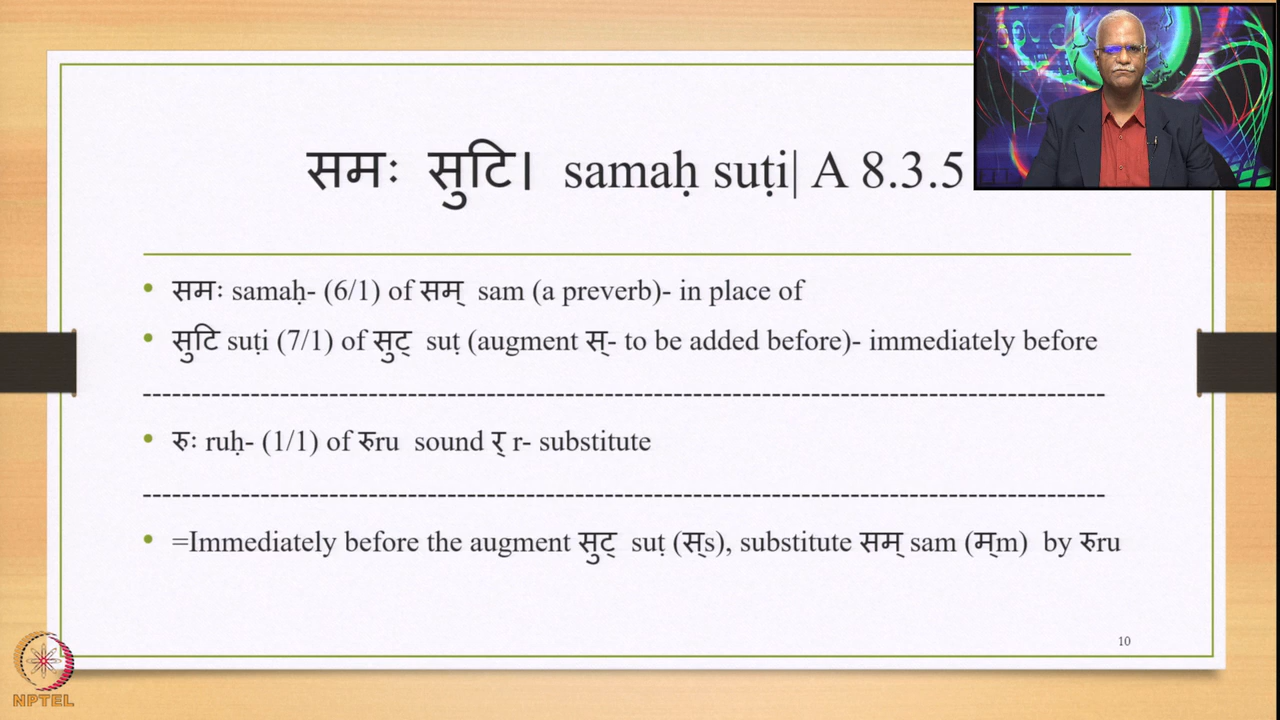 समः सुटि। samaḥ suṭi| A 8.3.5
• समः samaḥ- (6/1) of सम् sam (a preverb)- in place of
• सुटि suṭi (7/1) of सुट् suṭ (augment स्- to be added before)- immediately before
--------------------------------------------------------------------------------------------------
• रुः ruḥ- (1/1) of रुru sound र् r- substitute
--------------------------------------------------------------------------------------------------
• =Immediately before the augment सुट् suṭ (स्s), substitute सम् sam (म्m) by रुru
10
NPTEL